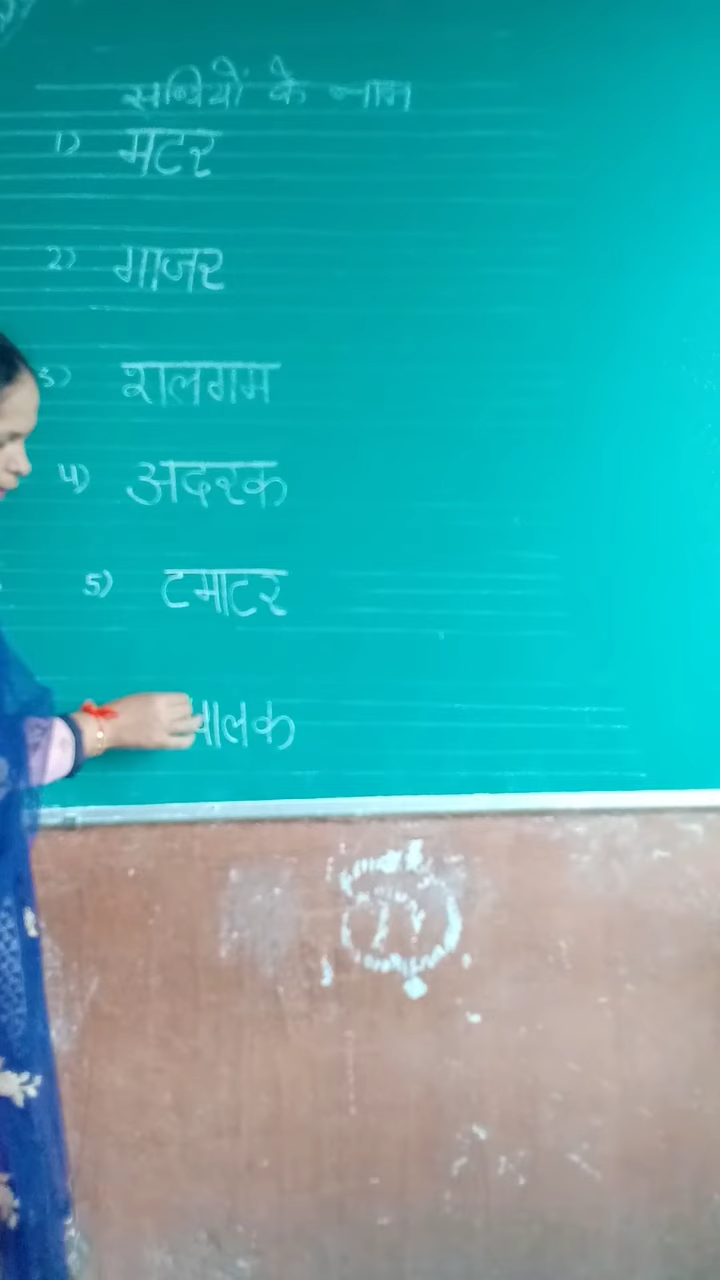 सब्जियों के नाम
1) मटर
2) गाजर
3) शलगम
4) अदरक
5) टमाटर
पालक